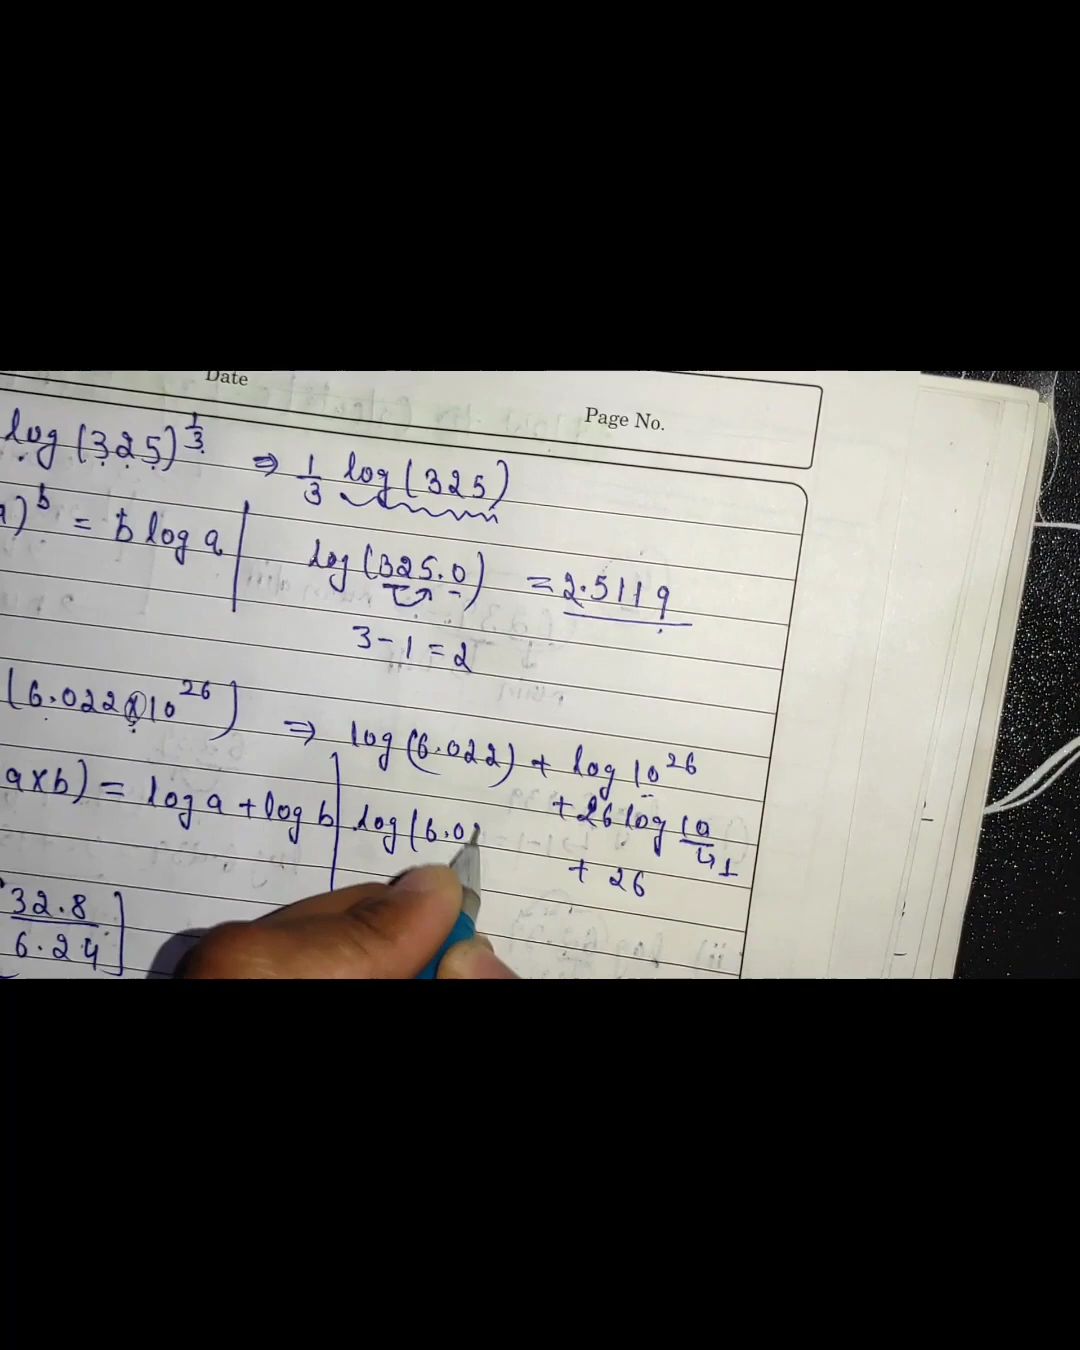 Date
Page No.
log (325)^1/3 ⇒ 1/3 log (325)
)^b = b log a
log (325.0) = 2.5119
3 - 1 = 2
(6.022 x 10^26) ⇒ log (6.022) + log 10^26
a x b) = log a + log b
+ 26 log 10
↳ 1
log (6.0
+ 26
32.8
6.24